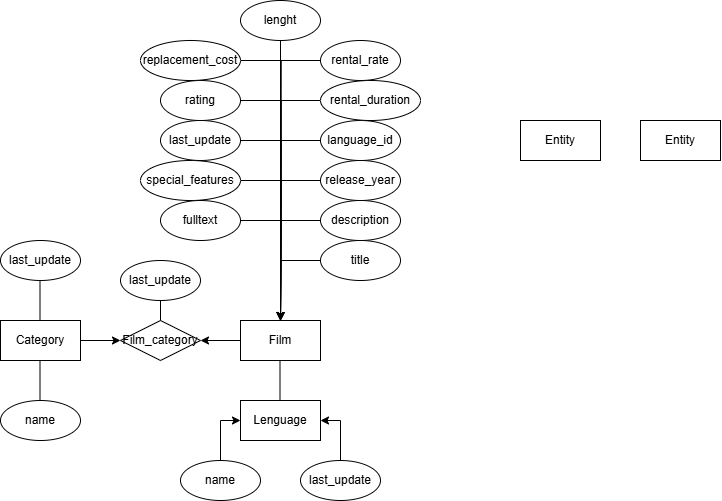 lenght
replacement_cost
rental_rate
rating
rental_duration
last_update
language_id
Entity
Entity
special_features
release_year
fulltext
description
last_update
title
last_update
Category
Film_category
Film
name
Lenguage
name
last_update